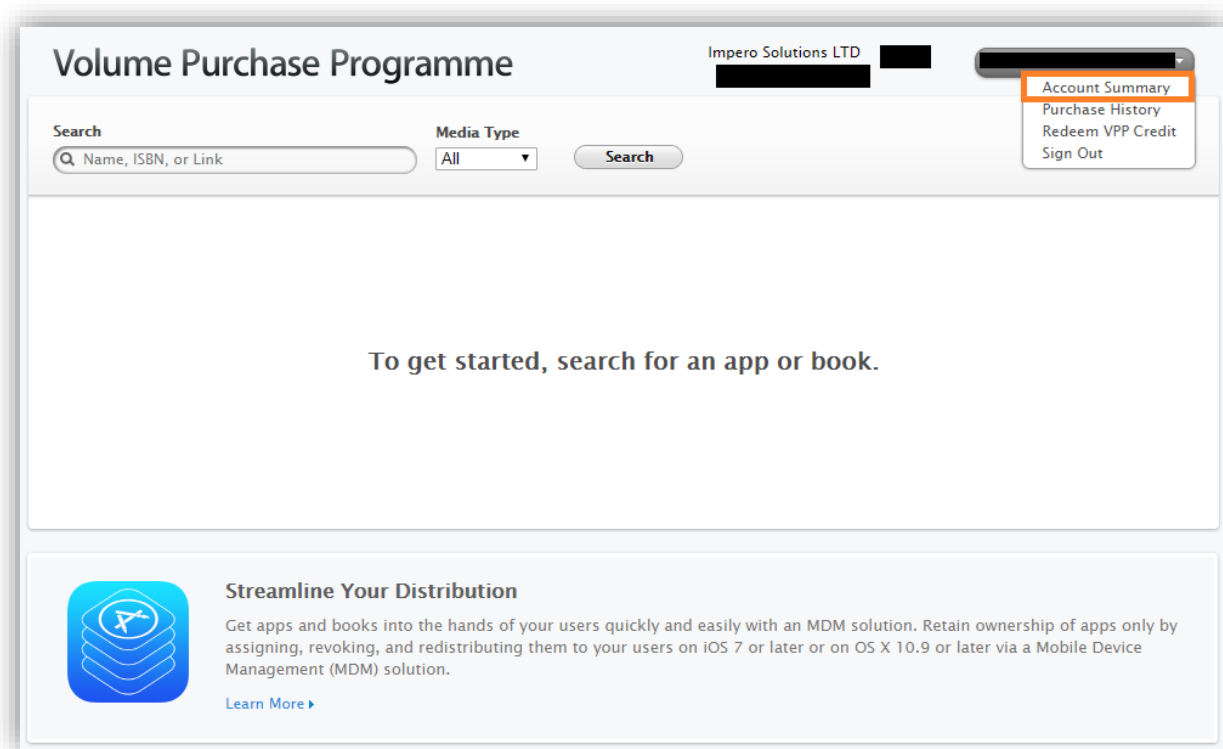 Volume Purchase Programme
Impero Solutions LTD
Account Summary
Purchase History
Redeem VPP Credit
Sign Out
Search
Media Type
Name, ISBN, or Link
All
Search
To get started, search for an app or book.
Streamline Your Distribution
Get apps and books into the hands of your users quickly and easily with an MDM solution. Retain ownership of apps only by
assigning, revoking, and redistributing them to your users on iOS 7 or later or on OS X 10.9 or later via a Mobile Device
Management (MDM) solution.
Learn More